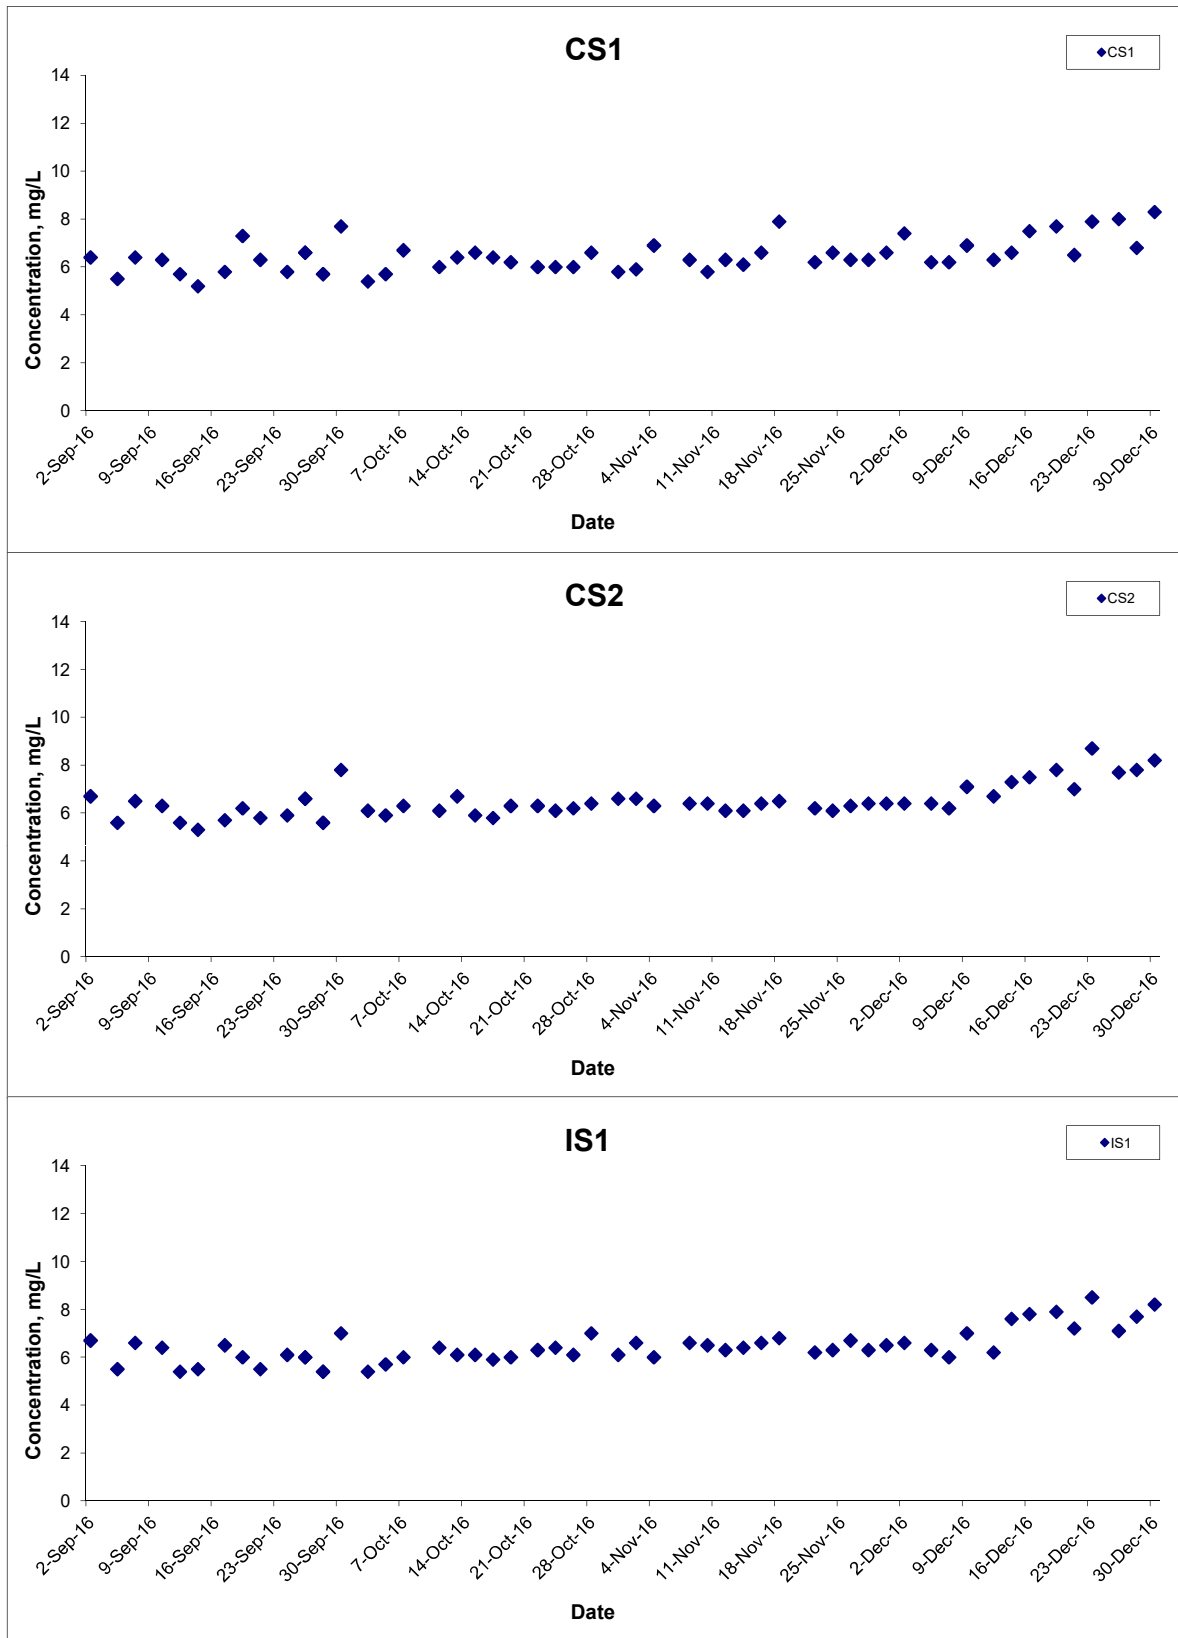 CS1
CS1
14
12
10
8
6
4
2
0
Concentration, mg/L
2-Sep-16
9-Sep-16
16-Sep-16
23-Sep-16
30-Sep-16
7-Oct-16
14-Oct-16
21-Oct-16
28-Oct-16
4-Nov-16
11-Nov-16
18-Nov-16
25-Nov-16
2-Dec-16
9-Dec-16
16-Dec-16
23-Dec-16
30-Dec-16
Date
CS2
CS2
14
12
10
8
6
4
2
0
Concentration, mg/L
2-Sep-16
9-Sep-16
16-Sep-16
23-Sep-16
30-Sep-16
7-Oct-16
14-Oct-16
21-Oct-16
28-Oct-16
4-Nov-16
11-Nov-16
18-Nov-16
25-Nov-16
2-Dec-16
9-Dec-16
16-Dec-16
23-Dec-16
30-Dec-16
Date
IS1
IS1
14
12
10
8
6
4
2
0
Concentration, mg/L
2-Sep-16
9-Sep-16
16-Sep-16
23-Sep-16
30-Sep-16
7-Oct-16
14-Oct-16
21-Oct-16
28-Oct-16
4-Nov-16
11-Nov-16
18-Nov-16
25-Nov-16
2-Dec-16
9-Dec-16
16-Dec-16
23-Dec-16
30-Dec-16
Date